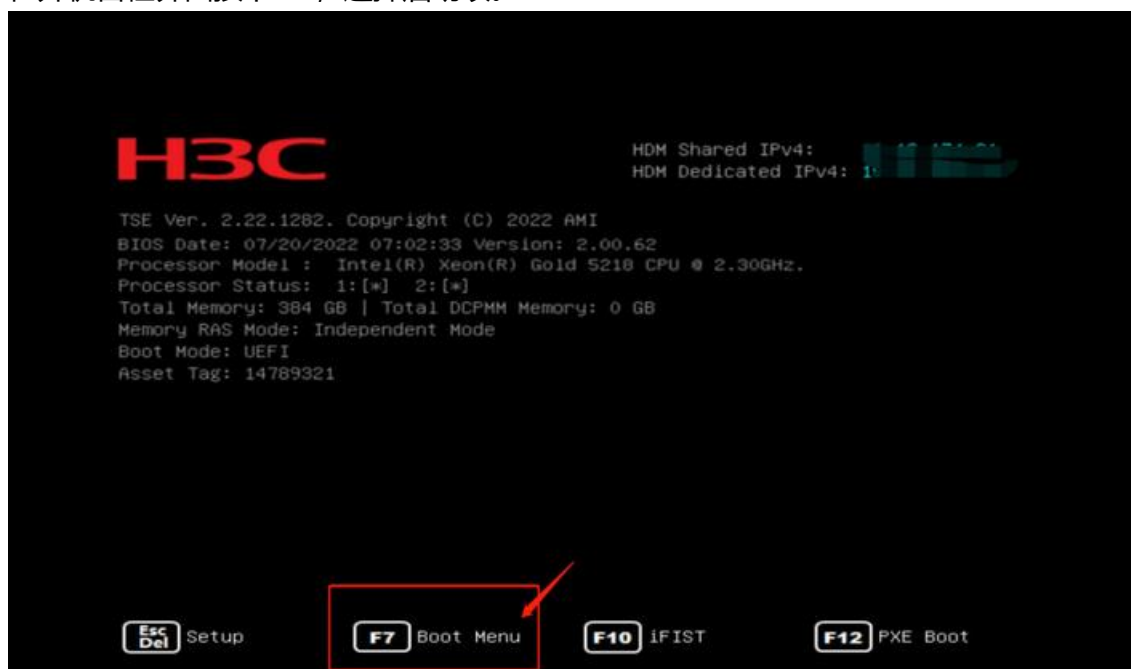 H3C
HDM Shared IPv4:
HDM Dedicated IPv4: 1
TSE Ver. 2.22.1282. Copyright (C) 2022 AMI
BIOS Date: 07/20/2022 07:02:33 Version: 2.00.62
Processor Model : Intel(R) Xeon(R) Gold 5218 CPU @ 2.30GHz.
Processor Status: 1:[*] 2:[*]
Total Memory: 384 GB | Total DCPMM Memory: 0 GB
Memory RAS Mode: Independent Mode
Boot Mode: UEFI
Asset Tag: 14789321
Esc Del Setup
F7 Boot Menu
F10 iFIST
F12 PXE Boot